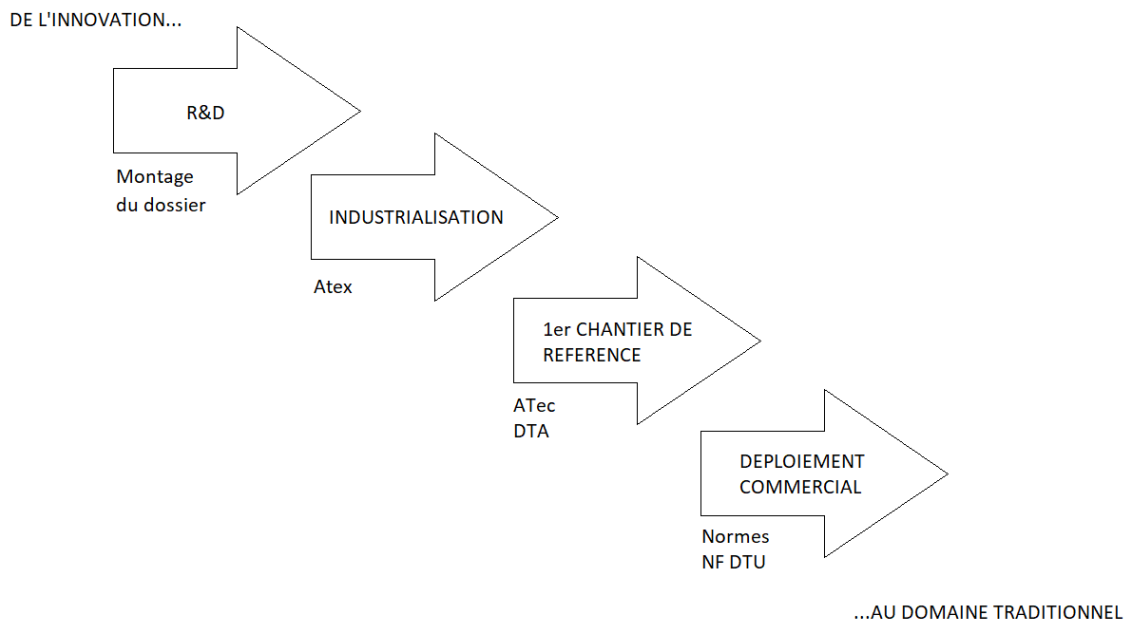 DE L'INNOVATION...
R&D
Montage
du dossier
INDUSTRIALISATION
Atex
1er CHANTIER DE
REFERENCE
ATec
DTA
DEPLOIEMENT
COMMERCIAL
Normes
NF DTU
...AU DOMAINE TRADITIONNEL